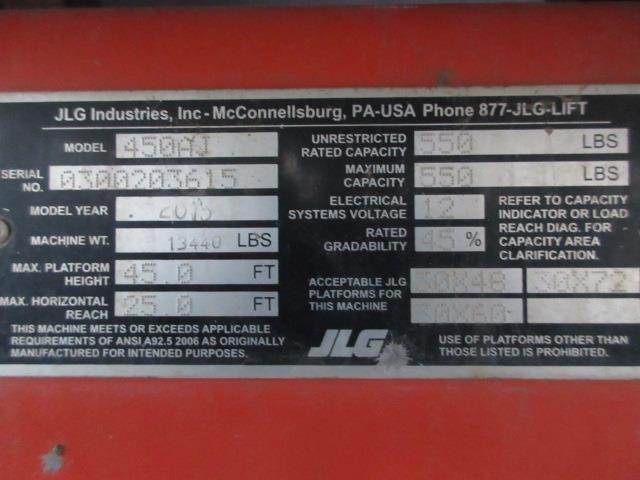 JLG Industries, Inc - McConnellsburg, PA-USA Phone 877-JLG-LIFT
MODEL 450AJ
SERIAL NO. 0300203615
MODEL YEAR 2015
MACHINE WT. 13440 LBS
MAX. PLATFORM HEIGHT 45.0 FT
MAX. HORIZONTAL REACH 25.0 FT
THIS MACHINE MEETS OR EXCEEDS APPLICABLE
REQUIREMENTS OF ANSI A92.5 2006 AS ORIGINALLY
MANUFACTURED FOR INTENDED PURPOSES.
UNRESTRICTED
RATED CAPACITY 550 LBS
MAXIMUM
CAPACITY 550 LBS
ELECTRICAL
SYSTEMS VOLTAGE 12
RATED
GRADABILITY 45 %
REFER TO CAPACITY
INDICATOR OR LOAD
REACH DIAG. FOR
CAPACITY AREA
CLARIFICATION.
ACCEPTABLE JLG
PLATFORMS FOR
THIS MACHINE
30X48 30X72
30X60
JLG
USE OF PLATFORMS OTHER THAN
THOSE LISTED IS PROHIBITED.